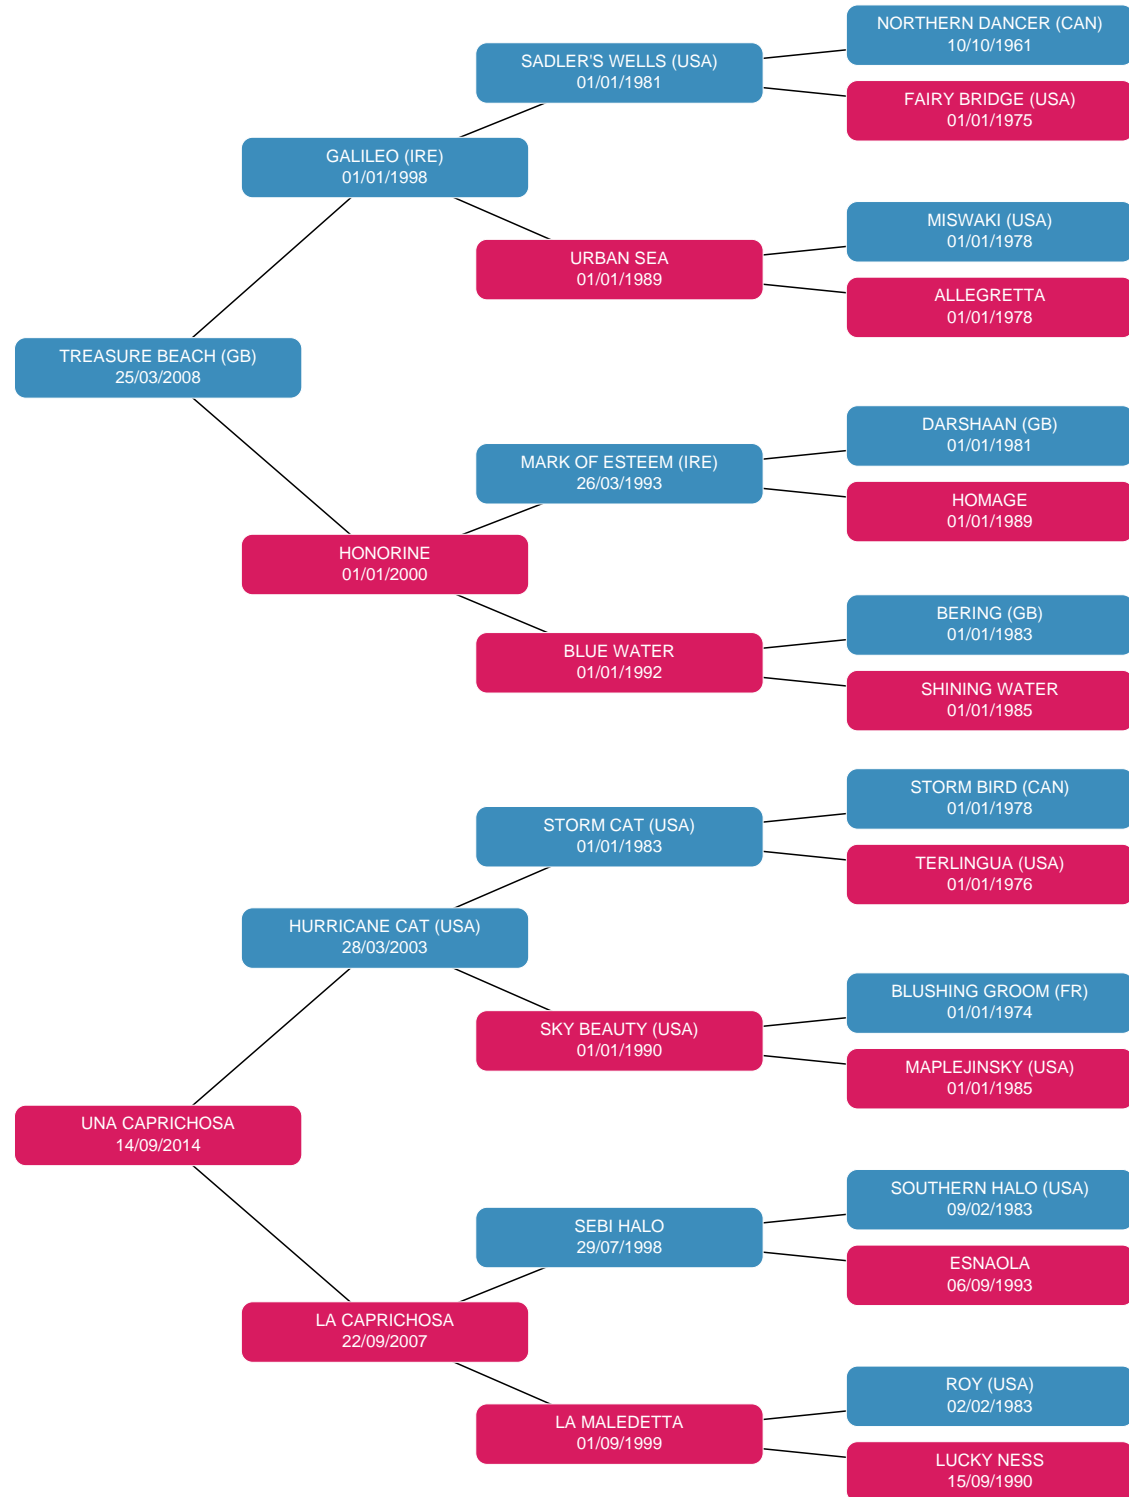 NORTHERN DANCER (CAN)
10/10/1961
SADLER'S WELLS (USA)
01/01/1981
FAIRY BRIDGE (USA)
01/01/1975
GALILEO (IRE)
01/01/1998
MISWAKI (USA)
01/01/1978
URBAN SEA
01/01/1989
ALLEGRETTA
01/01/1978
TREASURE BEACH (GB)
25/03/2008
DARSHAAN (GB)
01/01/1981
MARK OF ESTEEM (IRE)
26/03/1993
HOMAGE
01/01/1989
HONORINE
01/01/2000
BERING (GB)
01/01/1983
BLUE WATER
01/01/1992
SHINING WATER
01/01/1985
STORM BIRD (CAN)
01/01/1978
STORM CAT (USA)
01/01/1983
TERLINGUA (USA)
01/01/1976
HURRICANE CAT (USA)
28/03/2003
BLUSHING GROOM (FR)
01/01/1974
SKY BEAUTY (USA)
01/01/1990
MAPLEJINSKY (USA)
01/01/1985
UNA CAPRICHOSA
14/09/2014
SOUTHERN HALO (USA)
09/02/1983
SEBI HALO
29/07/1998
ESNAOLA
06/09/1993
LA CAPRICHOSA
22/09/2007
ROY (USA)
02/02/1983
LA MALEDETTA
01/09/1999
LUCKY NESS
15/09/1990